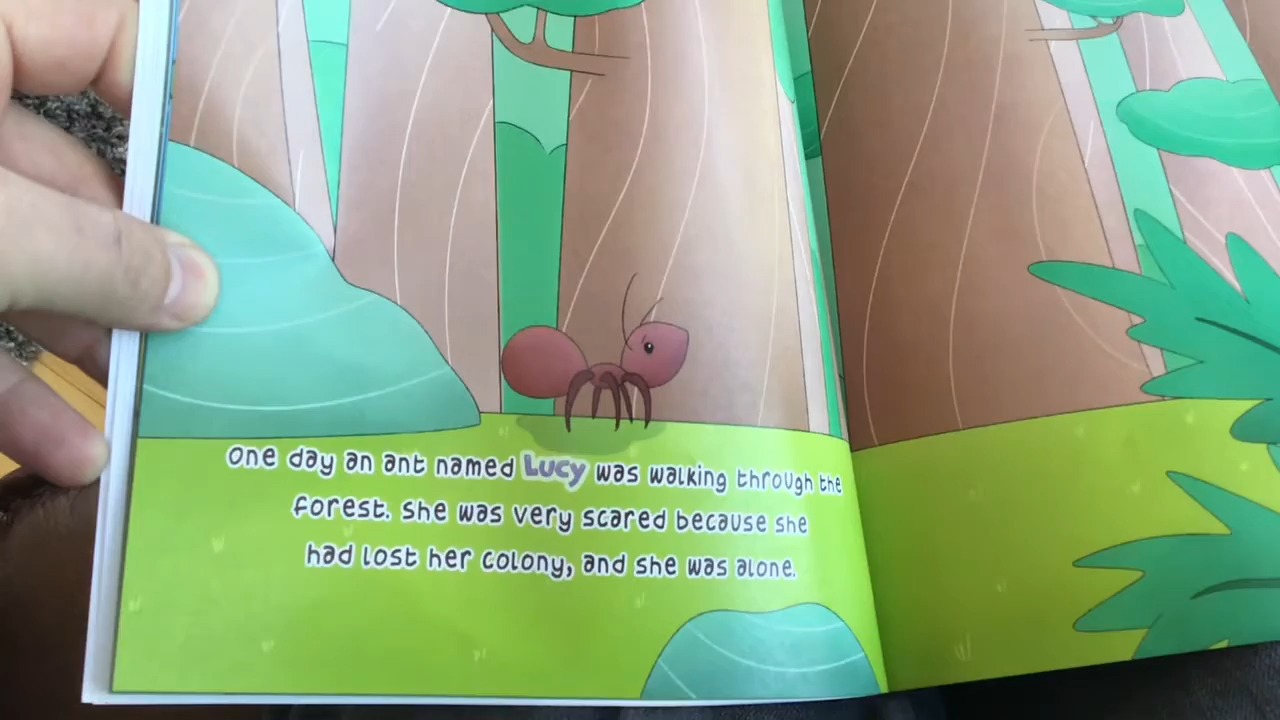 One day an ant named Lucy was walking through the
forest. She was very scared because she
had lost her colony, and she was alone.